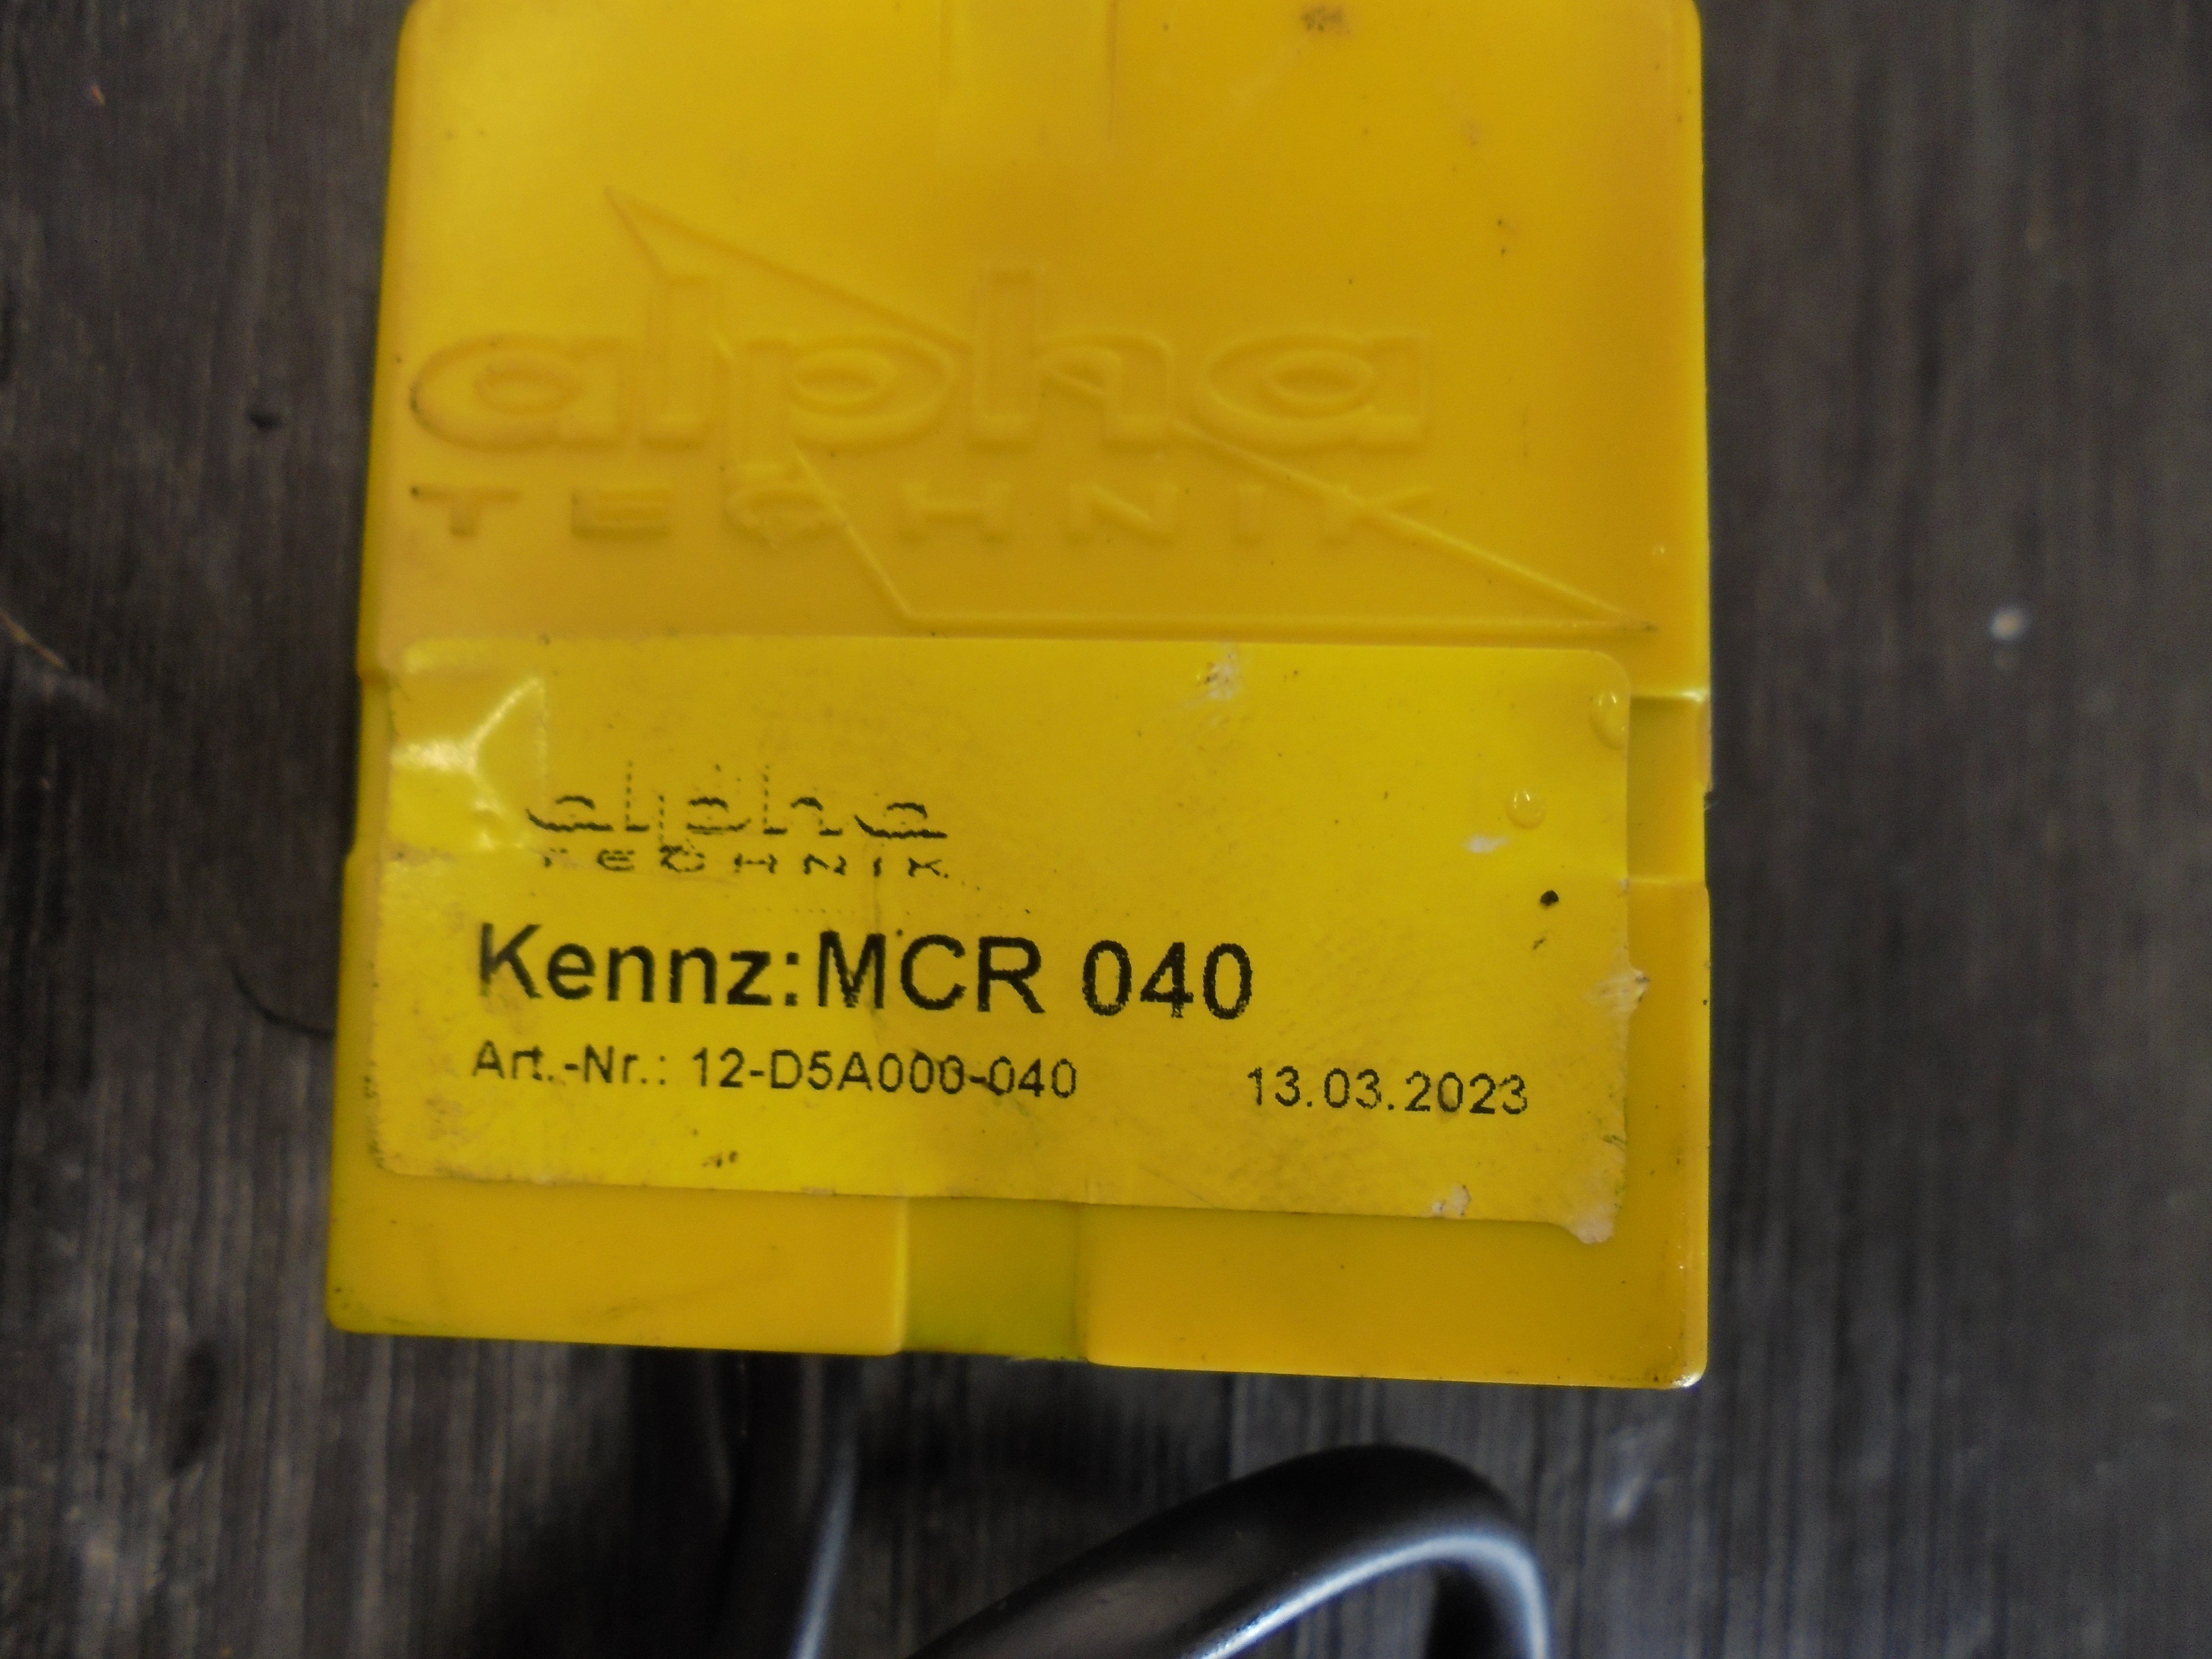 alpha
TECHNIK
alpha
TECHNIK
Kennz:MCR 040
Art.-Nr.: 12-D5A000-040 13.03.2023